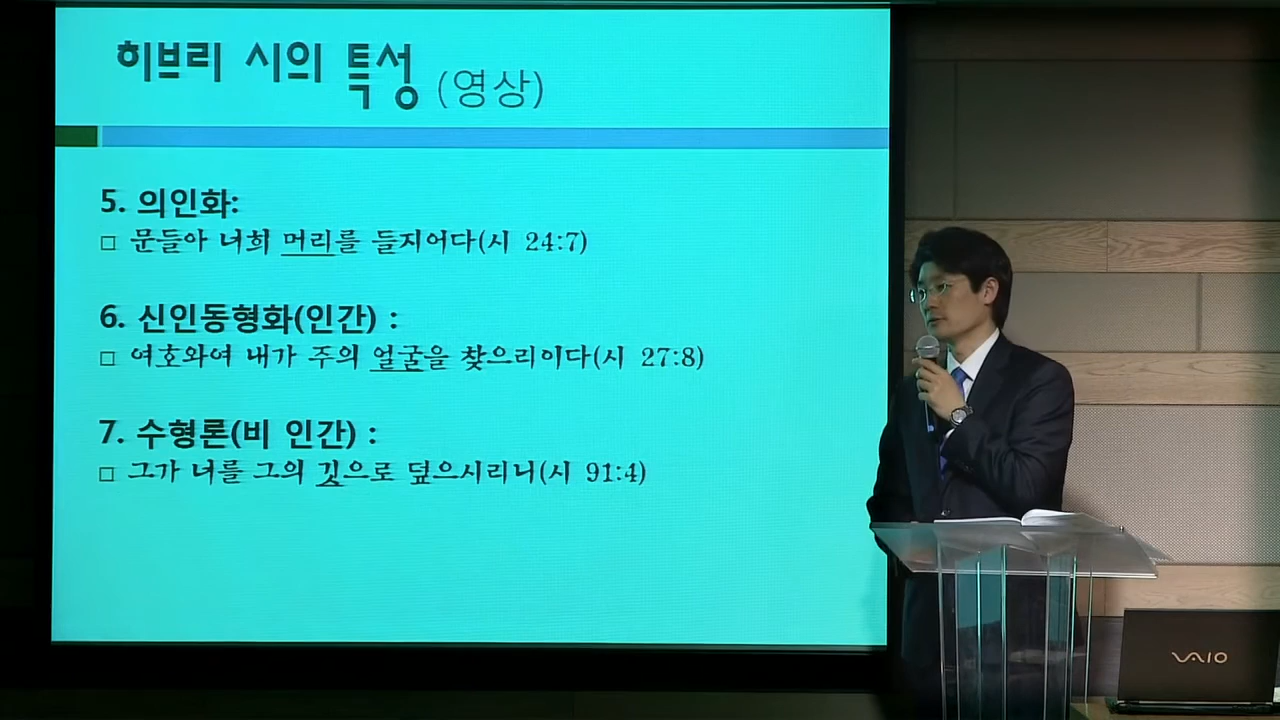 히브리 시의 특성 (영상)
5. 의인화:
□ 문들아 너희 머리를 들지어다(시 24:7)
6. 신인동형화(인간) :
□ 여호와여 내가 주의 얼굴을 찾으리이다(시 27:8)
7. 수형론(비 인간) :
□ 그가 너를 그의 깃으로 덮으시리니(시 91:4)
VAIO